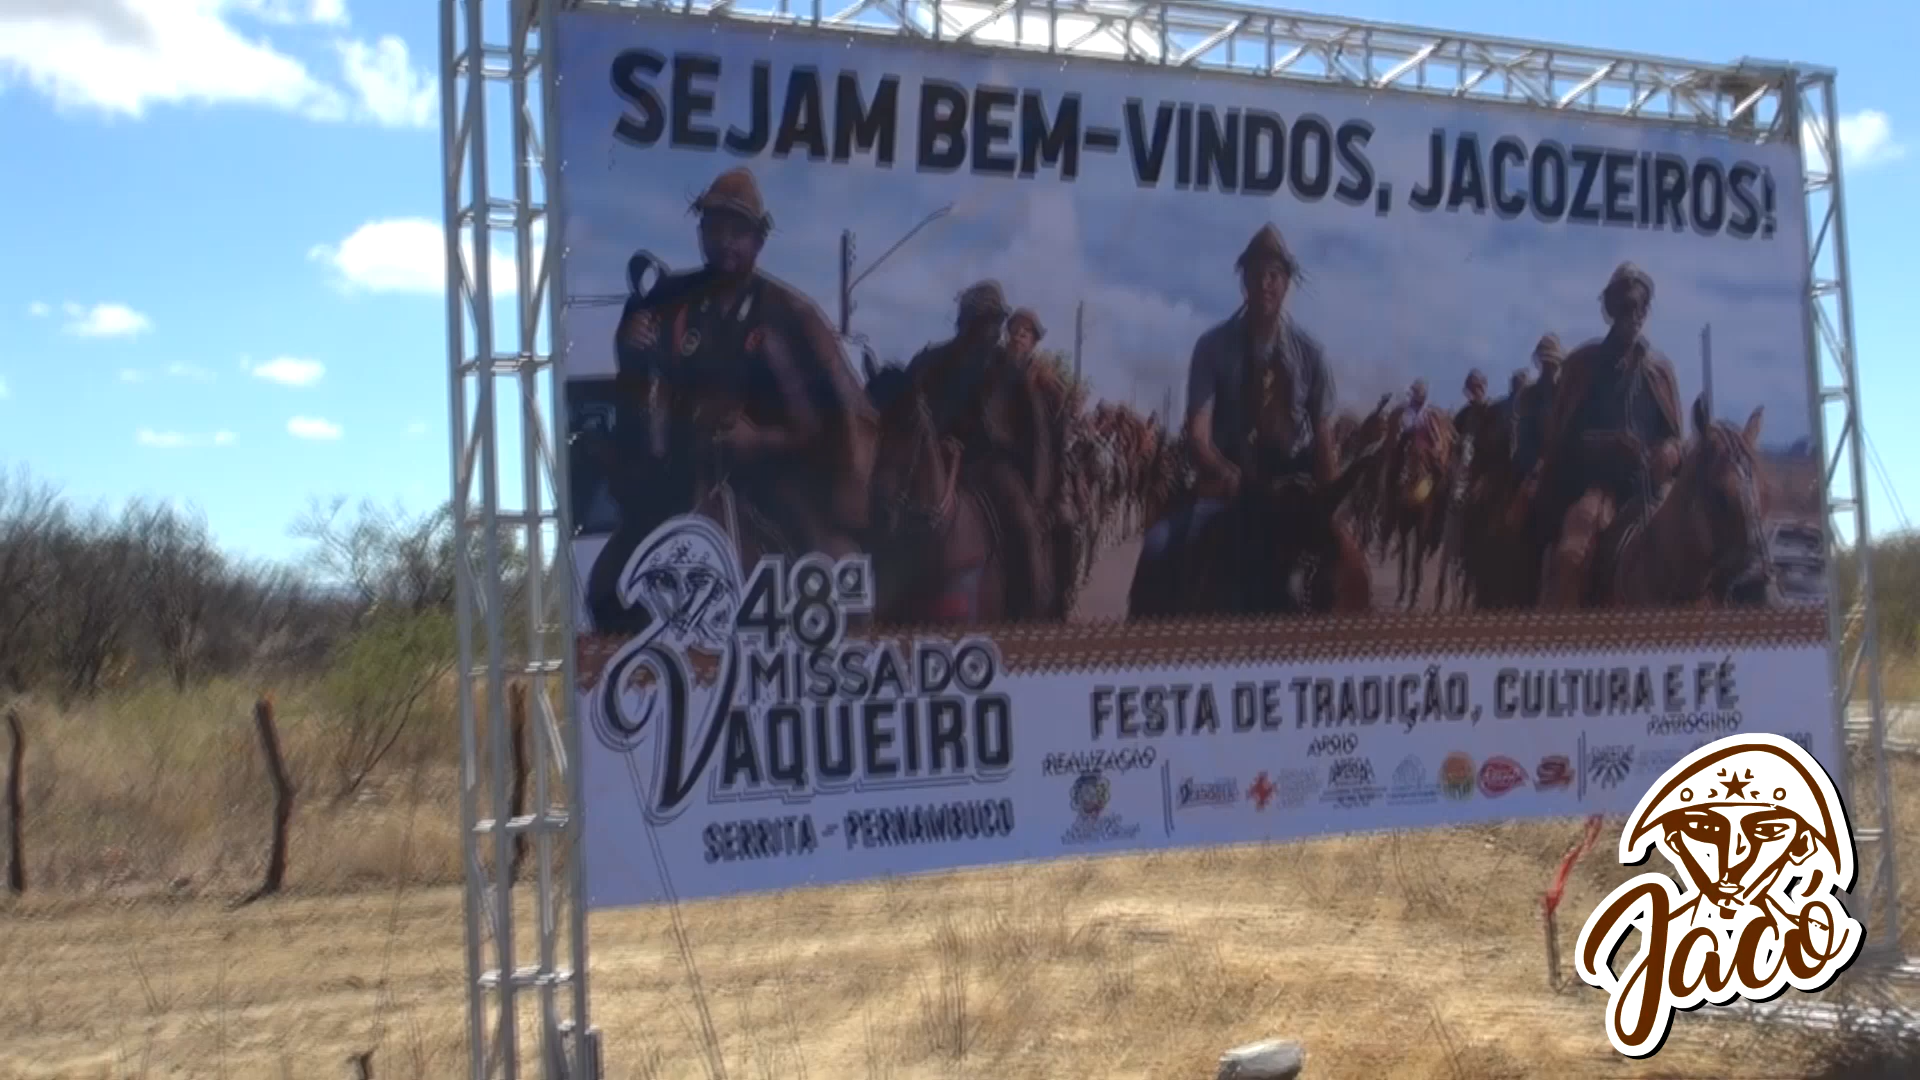 SEJAM BEM-VINDOS, JACOZEIROS!
48ª
MISSA DO
VAQUEIRO
SERRITA - PERNAMBUCO
FESTA DE TRADIÇÃO, CULTURA E FÉ
REALIZAÇÃO
APOIO
PATROCÍNIO
Jacó